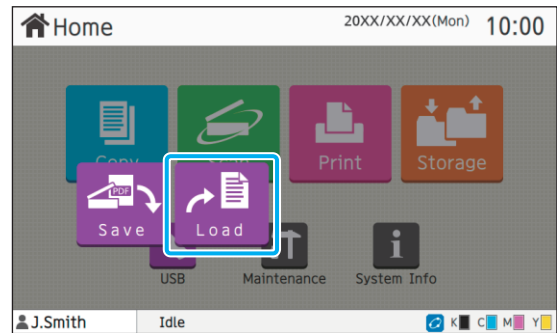 Home
20XX/XX/XX(Mon) 10:00
Copy
Print
Storage
PDF
Save
Load
USB
Maintenance
System Info
J.Smith
Idle
K C M Y